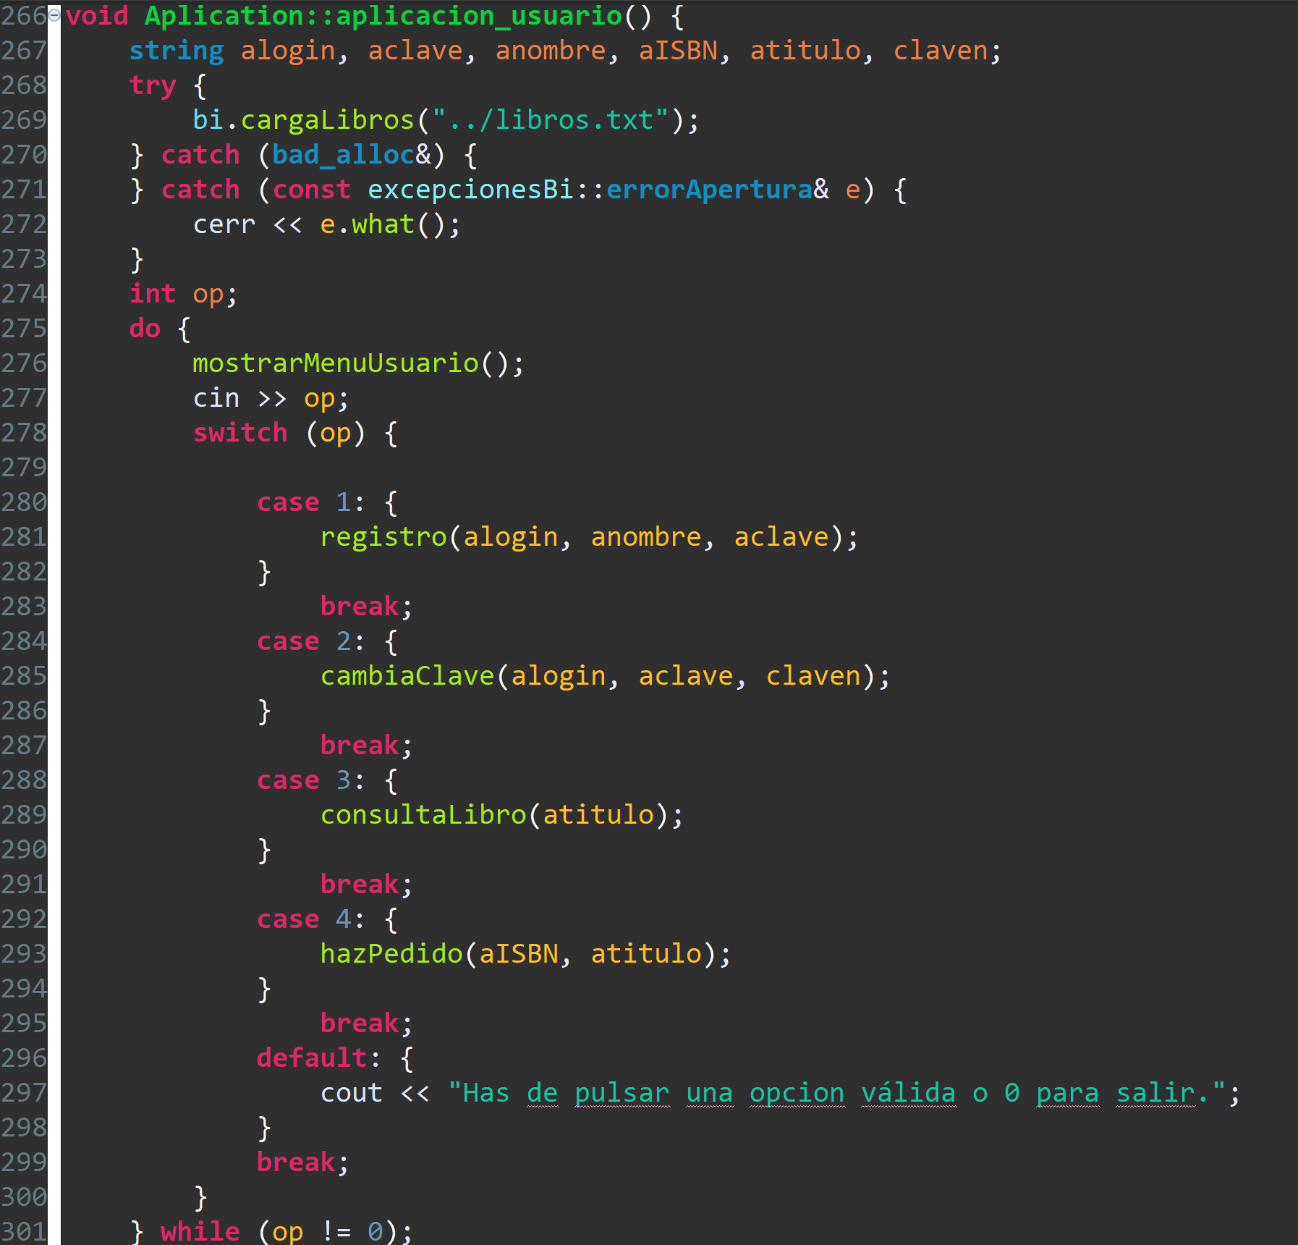 266 void Aplication::aplicacion_usuario() {
267     string alogin, aclave, anombre, aISBN, atitulo, claven;
268     try {
269         bi.cargaLibros("../libros.txt");
270     } catch (bad_alloc&) {
271     } catch (const excepcionesBi::errorApertura& e) {
272         cerr << e.what();
273     }
274     int op;
275     do {
276         mostrarMenuUsuario();
277         cin >> op;
278         switch (op) {
279
280             case 1: {
281                 registro(alogin, anombre, aclave);
282             }
283                 break;
284             case 2: {
285                 cambiaClave(alogin, aclave, claven);
286             }
287                 break;
288             case 3: {
289                 consultaLibro(atitulo);
290             }
291                 break;
292             case 4: {
293                 hazPedido(aISBN, atitulo);
294             }
295                 break;
296             default: {
297                 cout << "Has de pulsar una opcion válida o 0 para salir.";
298             }
299             break;
300         }
301     } while (op != 0);